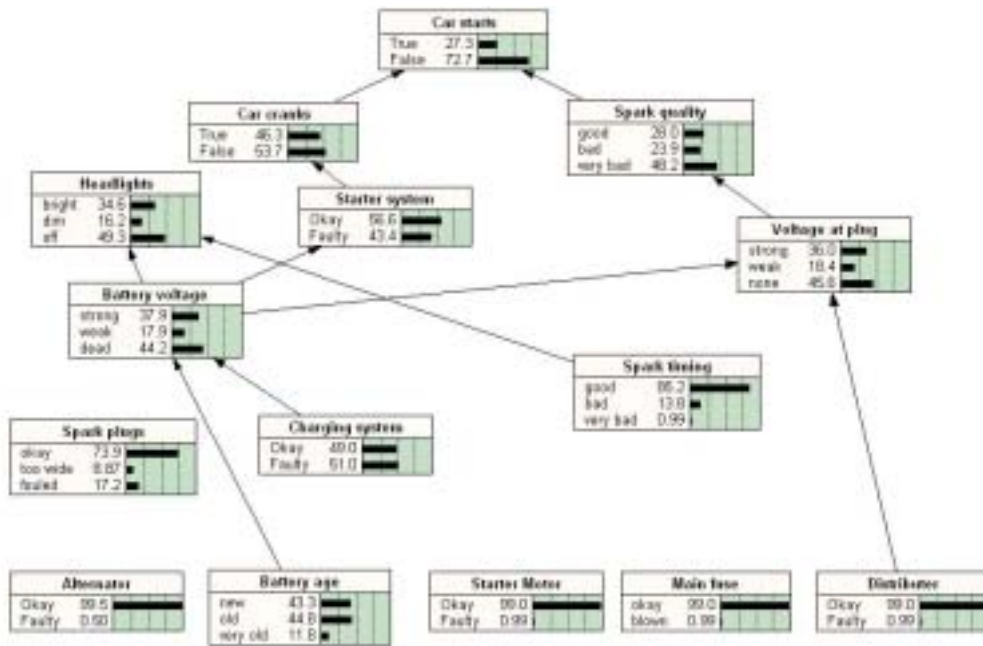 Car starts
True 27.3
False 72.7
Car cranks
True 46.3
False 53.7
Spark quality
good 28.0
bad 23.9
very bad 48.2
Headlights
bright 34.6
dim 16.2
off 49.3
Starter system
Okay 56.6
Faulty 43.4
Voltage at plug
strong 36.0
weak 18.4
none 45.6
Battery voltage
strong 37.9
weak 17.9
dead 44.2
Spark timing
good 85.2
bad 13.8
very bad 0.99
Spark plugs
okay 73.9
too wide 8.87
fouled 17.2
Charging system
Okay 49.0
Faulty 51.0
Alternator
Okay 99.5
Faulty 0.50
Battery age
new 43.3
old 44.8
very old 11.8
Starter Motor
Okay 99.0
Faulty 0.99
Main fuse
okay 99.0
blown 0.99
Distributer
Okay 99.0
Faulty 0.99